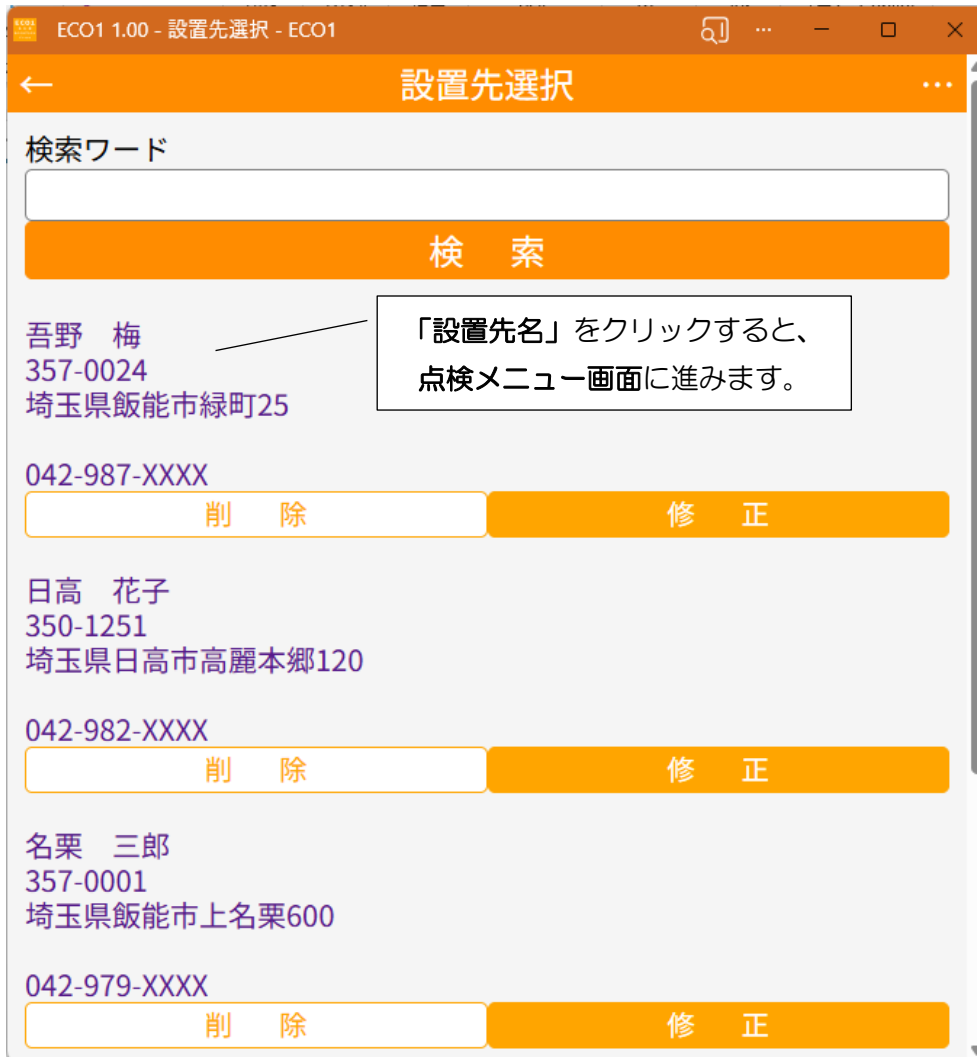 ECO1 1.00 - 設置先選択 - ECO1
設置先選択
検索ワード
検　索
吾野　梅
357-0024
埼玉県飯能市緑町25
「設置先名」をクリックすると、
点検メニュー画面に進みます。
042-987-XXXX
削　除
修　正
日高　花子
350-1251
埼玉県日高市高麗本郷120
042-982-XXXX
削　除
修　正
名栗　三郎
357-0001
埼玉県飯能市上名栗600
042-979-XXXX
削　除
修　正